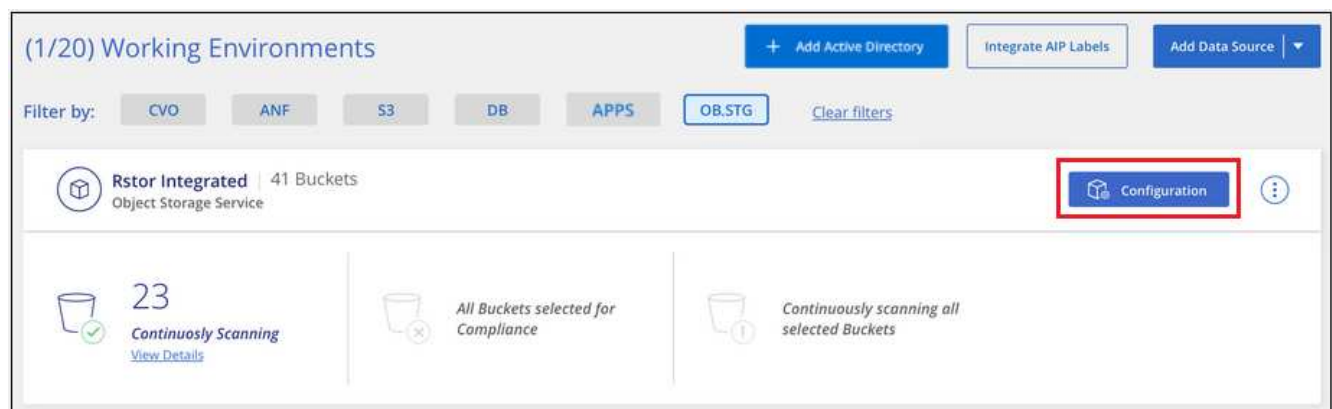 (1/20) Working Environments
+ Add Active Directory
Integrate AIP Labels
Add Data Source
Filter by:
CVO
ANF
S3
DB
APPS
OB.STG
Clear filters
Rstor Integrated | 41 Buckets
Object Storage Service
Configuration
23
Continuosly Scanning
View Details
All Buckets selected for
Compliance
Continuously scanning all
selected Buckets